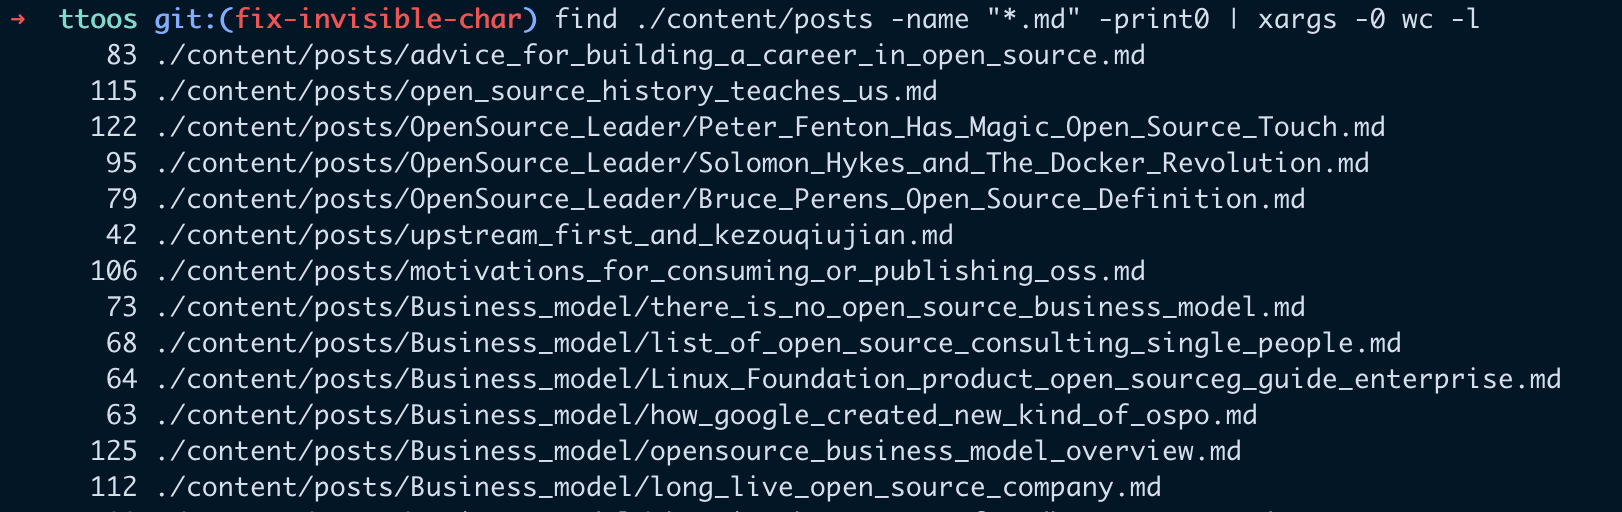 → ttoos git:(fix-invisible-char) find ./content/posts -name "*.md" -print0 | xargs -0 wc -l
83 ./content/posts/advice_for_building_a_career_in_open_source.md
115 ./content/posts/open_source_history_teaches_us.md
122 ./content/posts/OpenSource_Leader/Peter_Fenton_Has_Magic_Open_Source_Touch.md
95 ./content/posts/OpenSource_Leader/Solomon_Hykes_and_The_Docker_Revolution.md
79 ./content/posts/OpenSource_Leader/Bruce_Perens_Open_Source_Definition.md
42 ./content/posts/upstream_first_and_kezouqiujian.md
106 ./content/posts/motivations_for_consuming_or_publishing_oss.md
73 ./content/posts/Business_model/there_is_no_open_source_business_model.md
68 ./content/posts/Business_model/list_of_open_source_consulting_single_people.md
64 ./content/posts/Business_model/Linux_Foundation_product_open_sourceg_guide_enterprise.md
63 ./content/posts/Business_model/how_google_created_new_kind_of_ospo.md
125 ./content/posts/Business_model/opensource_business_model_overview.md
112 ./content/posts/Business_model/long_live_open_source_company.md